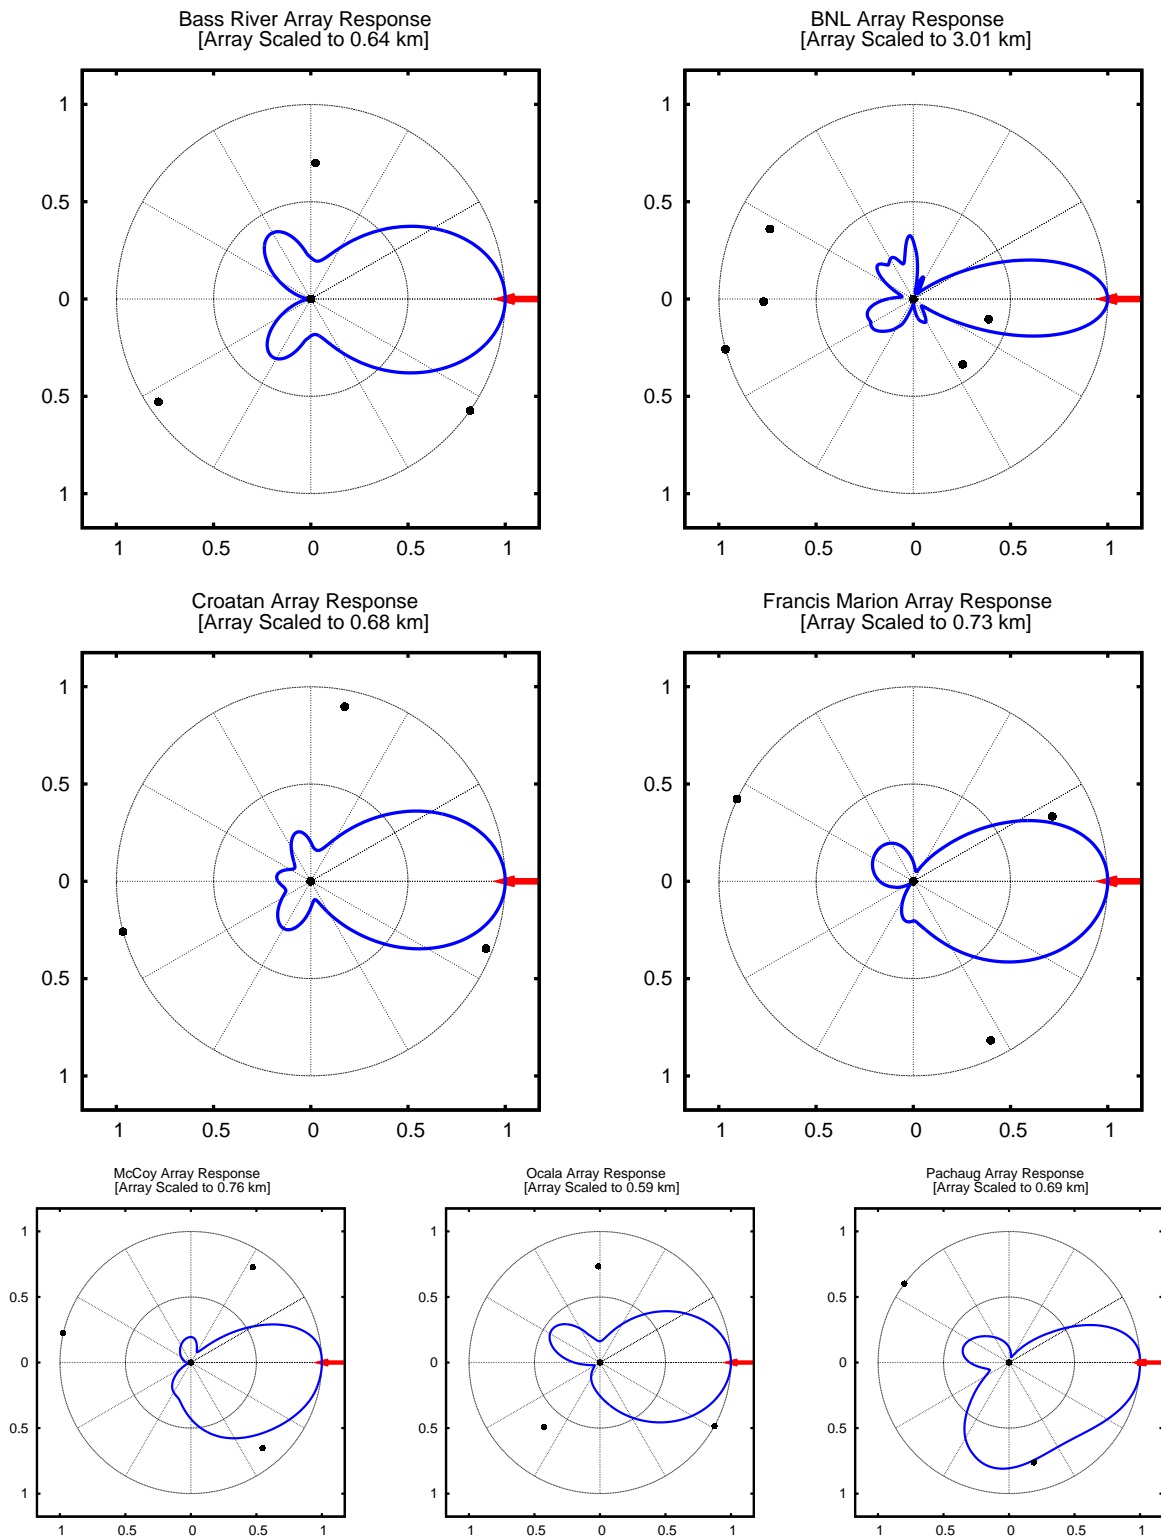 Bass River Array Response
[Array Scaled to 0.64 km]
1
0.5
0
0.5
1
1 0.5 0 0.5 1
BNL Array Response
[Array Scaled to 3.01 km]
1
0.5
0
0.5
1
1 0.5 0 0.5 1
Croatan Array Response
[Array Scaled to 0.68 km]
1
0.5
0
0.5
1
1 0.5 0 0.5 1
Francis Marion Array Response
[Array Scaled to 0.73 km]
1
0.5
0
0.5
1
1 0.5 0 0.5 1
McCoy Array Response
[Array Scaled to 0.76 km]
1
0.5
0
0.5
1
1 0.5 0 0.5 1
Ocala Array Response
[Array Scaled to 0.59 km]
1
0.5
0
0.5
1
1 0.5 0 0.5 1
Pachaug Array Response
[Array Scaled to 0.69 km]
1
0.5
0
0.5
1
1 0.5 0 0.5 1